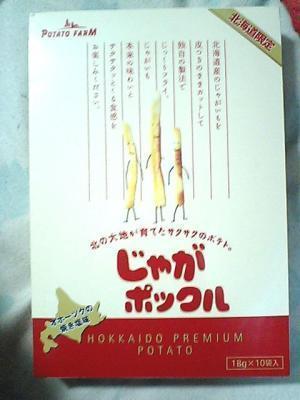 POTATO FARM
北海道限定
北海道産のじゃがいもを
皮つきのままカットして
独自の製法で
じっくりフライ。
じゃがいも
本来の味わいと
サクサクッとくる食感を
お楽しみください。
北の大地が育てたサクサクのポテト。
じゃが
ポックル
オホーツクの
焼き塩味
HOKKAIDO PREMIUM
POTATO
18g×10袋入